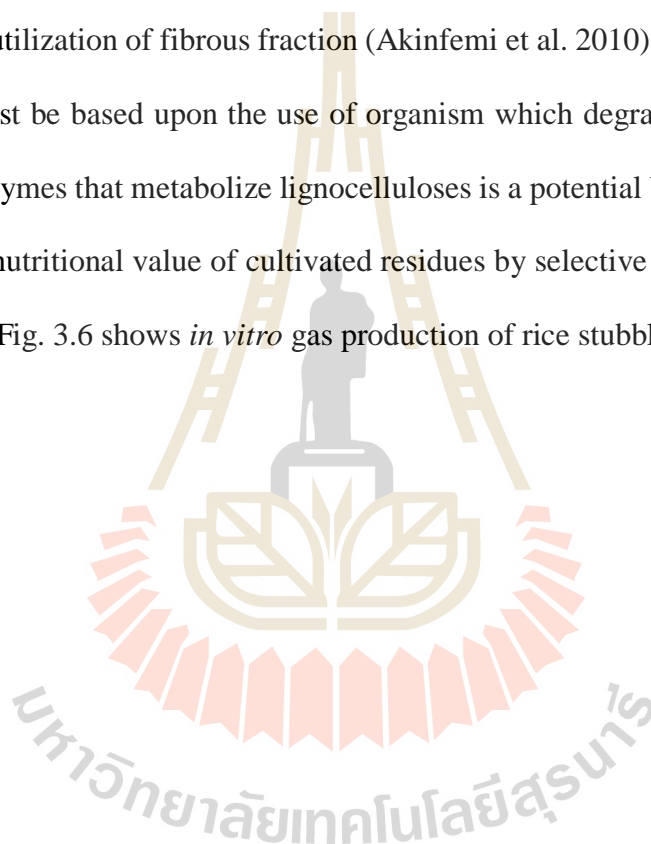 utilization of fibrous fraction (Akinfemi et al. 2010)
st be based upon the use of organism which degra
zymes that metabolize lignocelluloses is a potential
nutritional value of cultivated residues by selective
Fig. 3.6 shows in vitro gas production of rice stubbl
มหาวิทยาลัยเทคโนโลยีสุรนารี